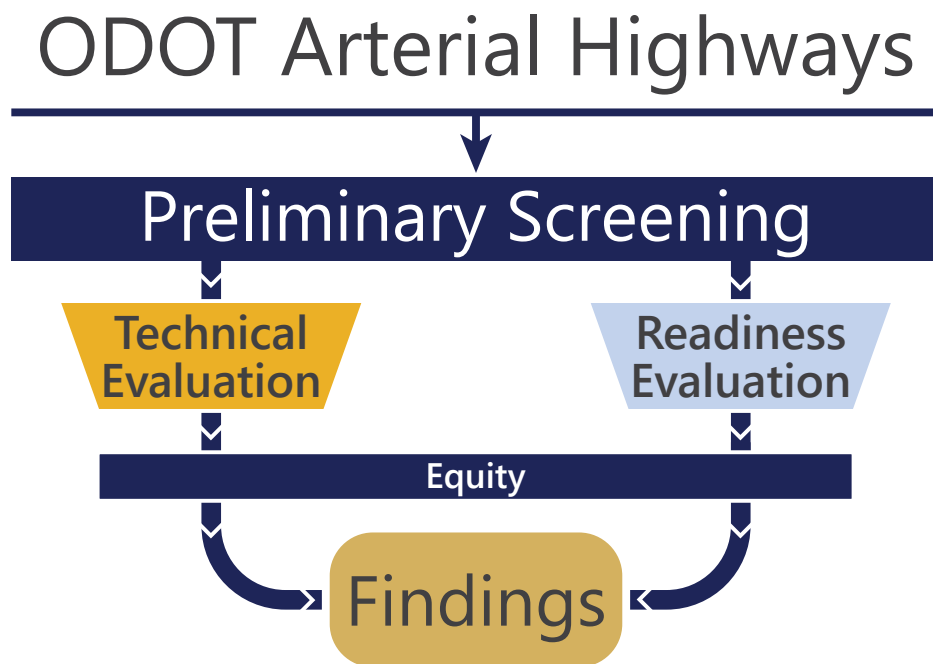 ODOT Arterial Highways
Preliminary Screening
Technical
Evaluation
Readiness
Evaluation
Equity
Findings